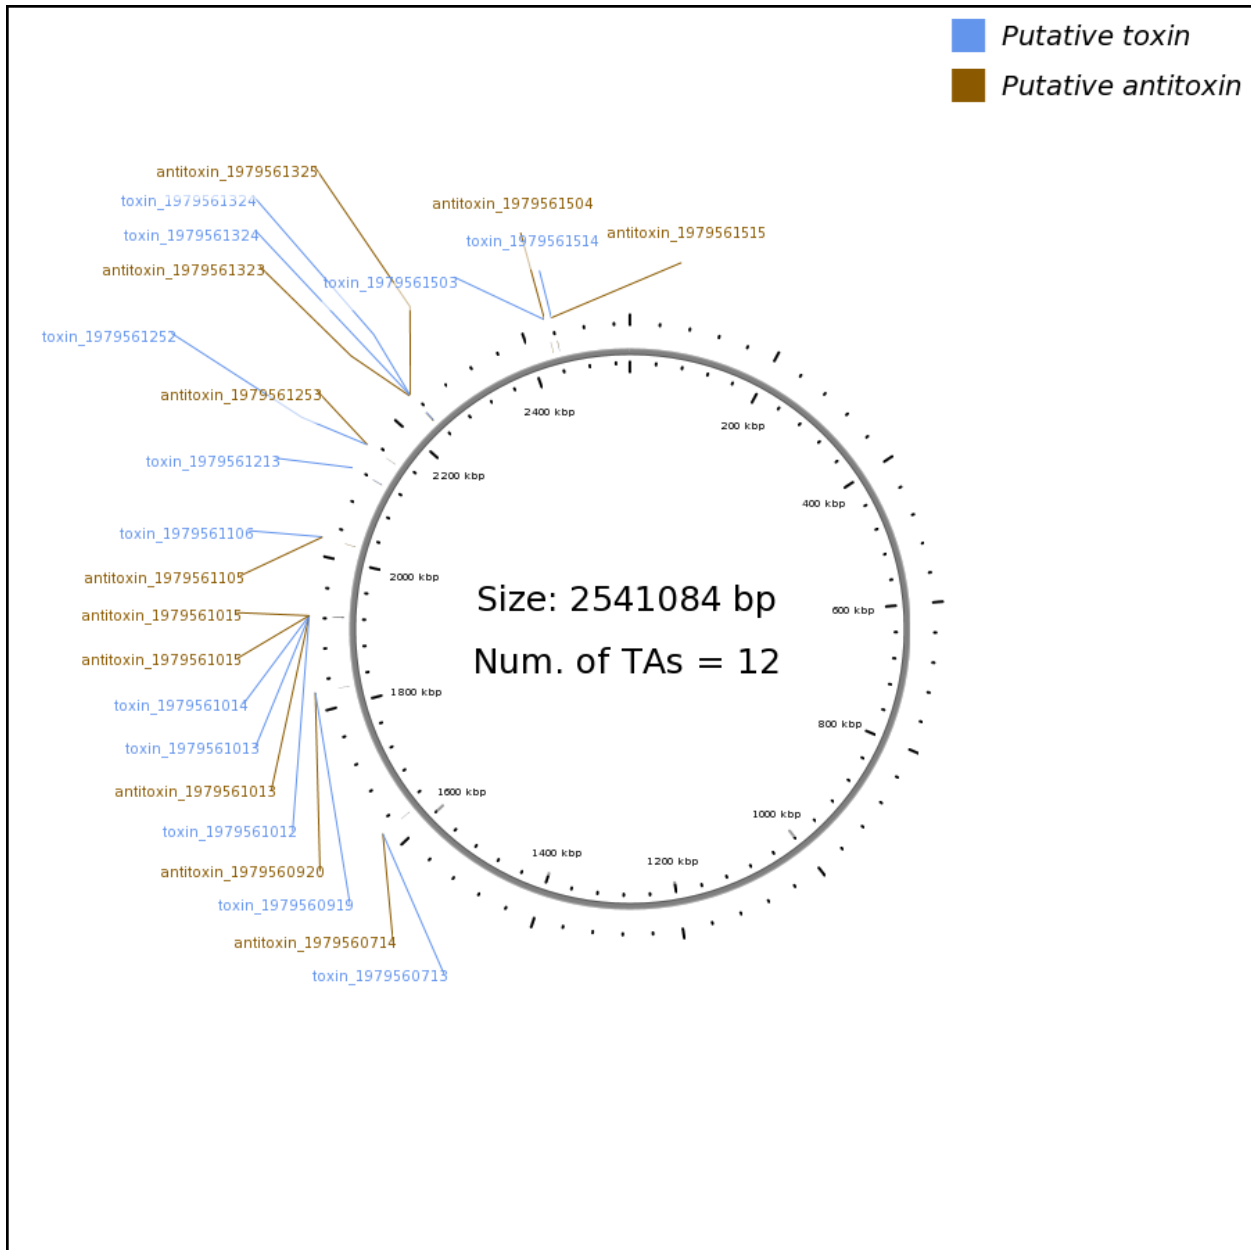 Putative toxin
Putative antitoxin
antitoxin_1979561325
toxin_1979561324
antitoxin_1979561504
antitoxin_1979561515
toxin_1979561324
toxin_1979561514
antitoxin_1979561323
toxin_1979561503
toxin_1979561252
antitoxin_1979561253
toxin_1979561213
toxin_1979561106
antitoxin_1979561105
antitoxin_1979561015
antitoxin_1979561015
toxin_1979561014
toxin_1979561013
antitoxin_1979561013
toxin_1979561012
antitoxin_1979560920
toxin_1979560919
antitoxin_1979560714
toxin_1979560713
2400 kbp
200 kbp
2200 kbp
400 kbp
2000 kbp
600 kbp
Size: 2541084 bp
Num. of TAs = 12
1800 kbp
800 kbp
1600 kbp
1000 kbp
1400 kbp
1200 kbp